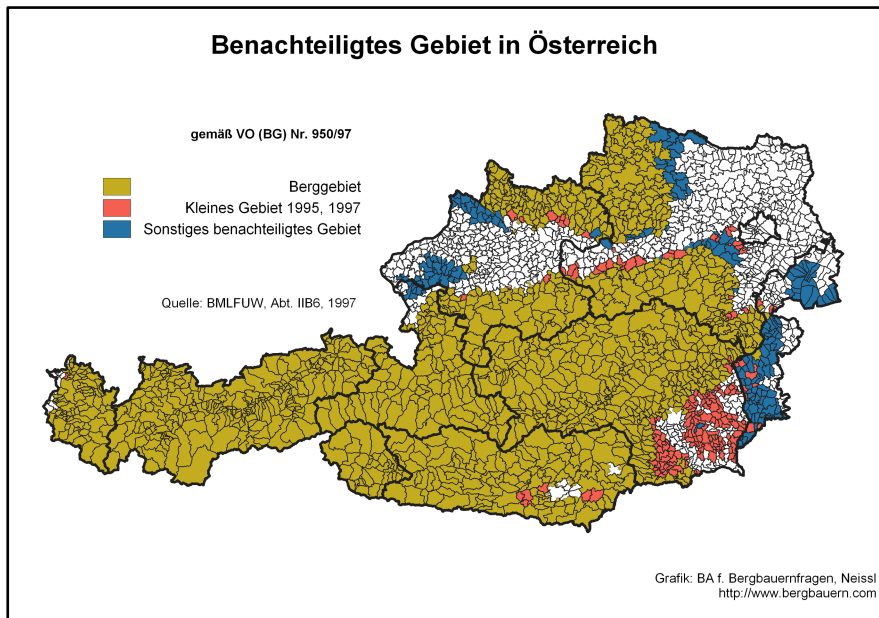 Benachteiligtes Gebiet in Österreich
gemäß VO (BG) Nr. 950/97
Berggebiet
Kleines Gebiet 1995, 1997
Sonstiges benachteiligtes Gebiet
Quelle: BMLFUW, Abt. IIB6, 1997
Grafik: BA f. Bergbauernfragen, Neissl
http://www.bergbauern.com